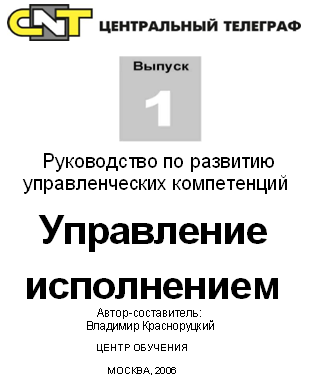 CNT ЦЕНТРАЛЬНЫЙ ТЕЛЕГРАФ
Выпуск
1
Руководство по развитию
управленческих компетенций
Управление
исполнением
Автор-составитель:
Владимир Красноруцкий
ЦЕНТР ОБУЧЕНИЯ
МОСКВА, 2006